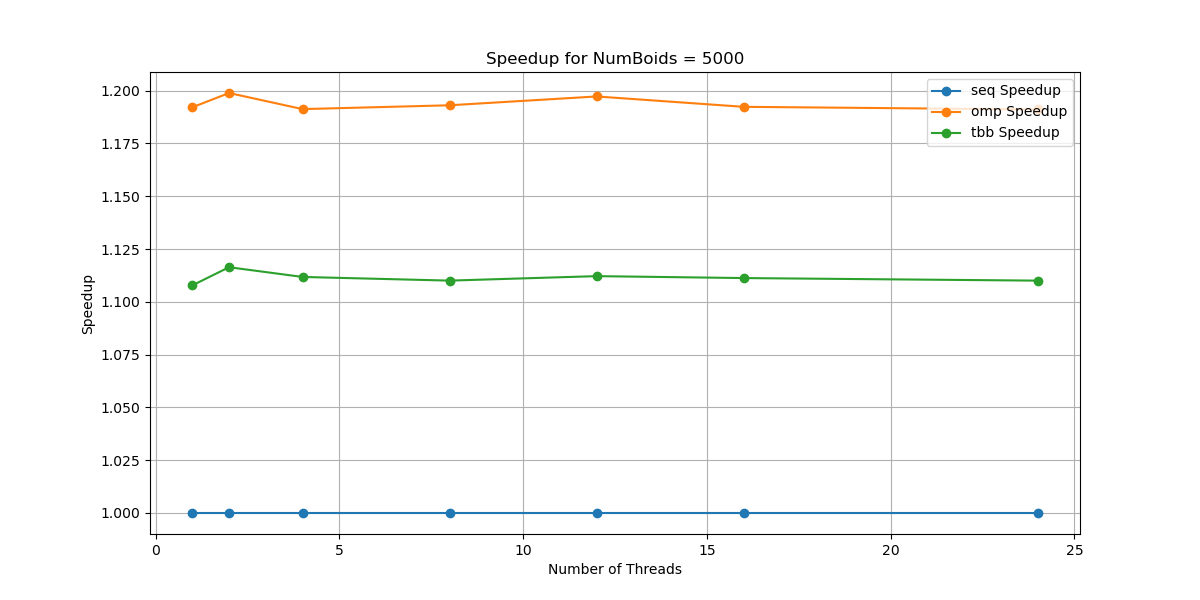 Speedup for NumBoids = 5000
1.200
1.175
1.150
1.125
1.100
1.075
1.050
1.025
1.000
Speedup
seq Speedup
omp Speedup
tbb Speedup
0 5 10 15 20 25
Number of Threads